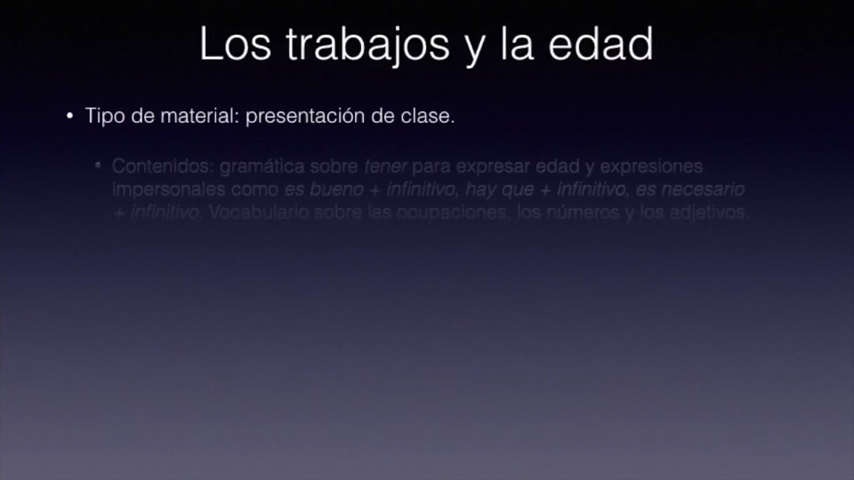 Los trabajos y la edad
• Tipo de material: presentación de clase.
• Contenidos: gramática sobre tener para expresar edad y expresiones
impersonales como es bueno + infinitivo, hay que + infinitivo, es necesario
+ infinitivo. Vocabulario sobre las ocupaciones, los números y los adjetivos.